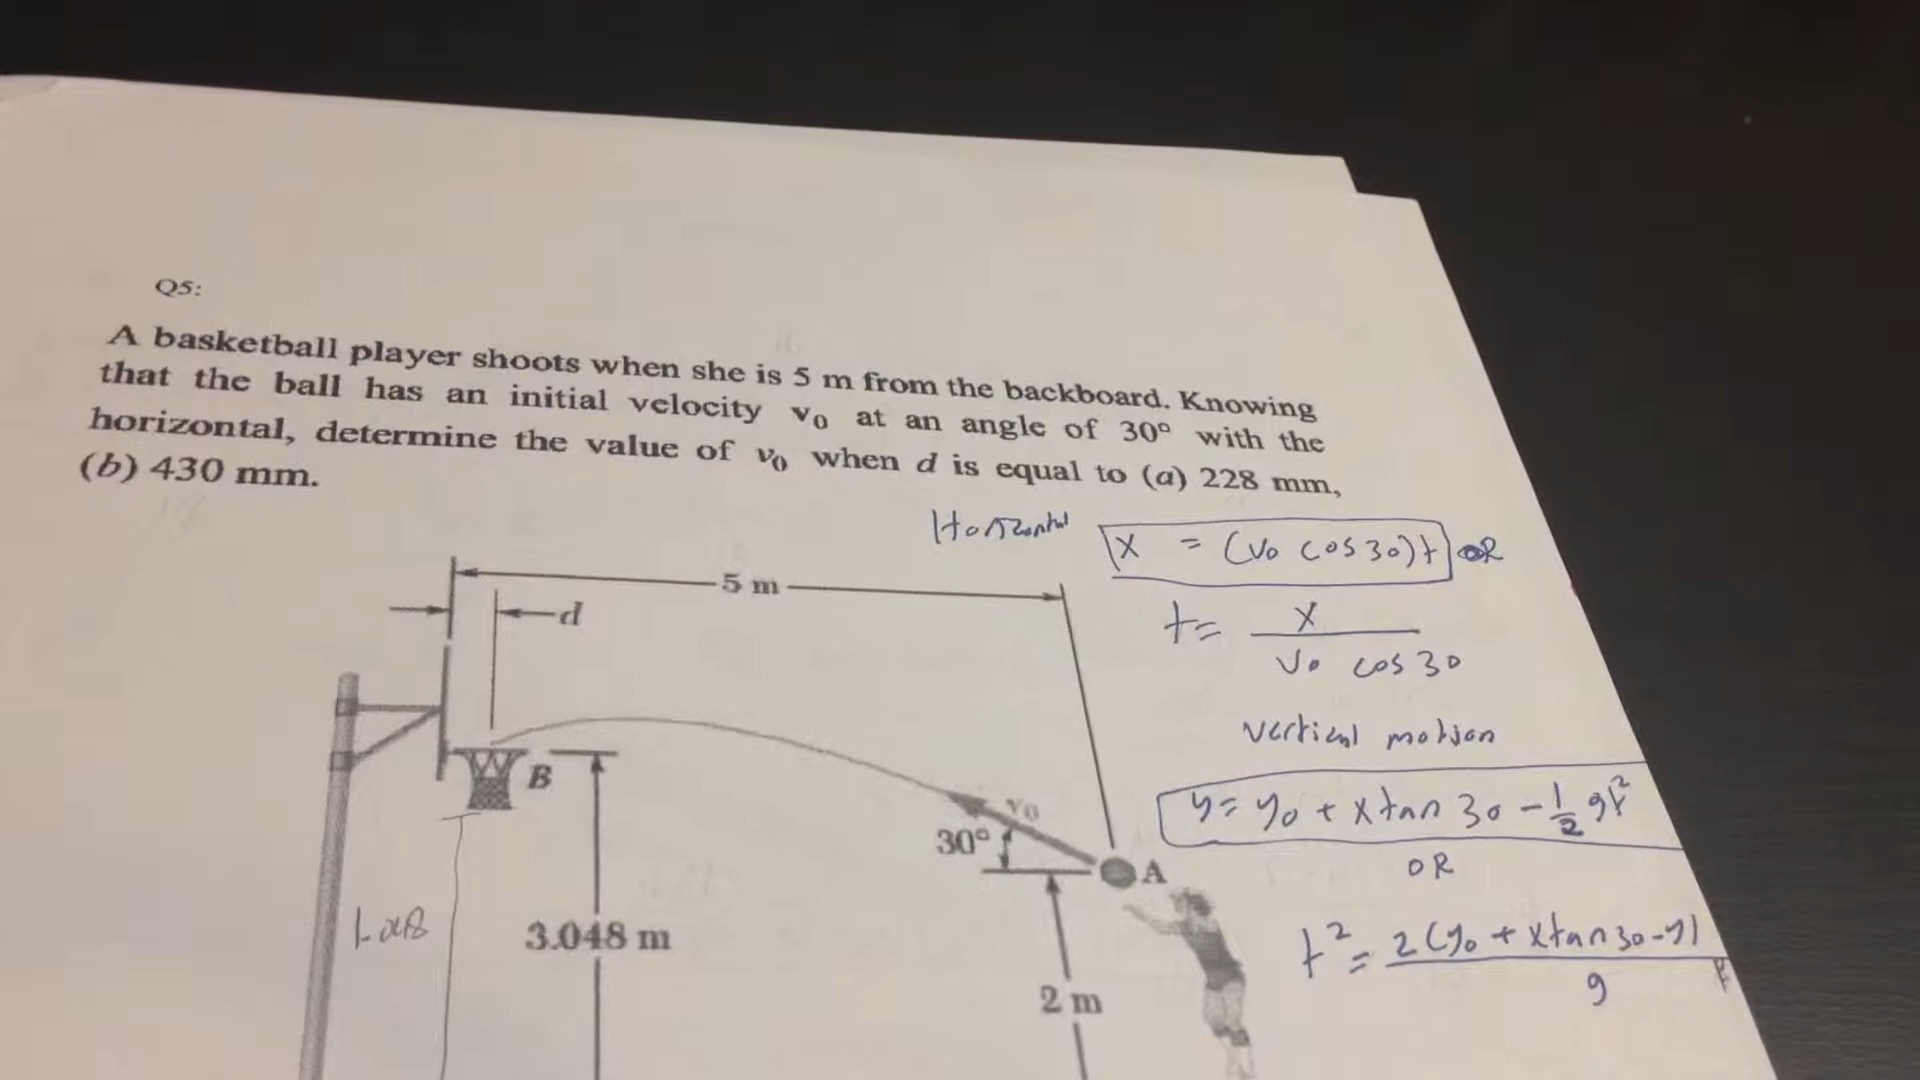 Q5:
A basketball player shoots when she is 5 m from the backboard. Knowing
that the ball has an initial velocity v₀ at an angle of 30° with the
horizontal, determine the value of v₀ when d is equal to (a) 228 mm,
(b) 430 mm.
Horizontal x = (v₀ cos 30)t OR
t = x / v₀ cos 30
vertical motion
y = y₀ + x tan 30 - 1/2 gt²
OR
t² = 2(y₀ + x tan 30 - y) / g
5 m
d
B
v₀
30°
A
3.048 m
2 m